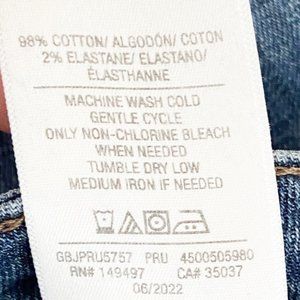 98% COTTON/ ALGODÓN/ COTON
2% ELASTANE/ ELASTANO/
ÉLASTHANNE
MACHINE WASH COLD
GENTLE CYCLE
ONLY NON-CHLORINE BLEACH
WHEN NEEDED
TUMBLE DRY LOW
MEDIUM IRON IF NEEDED
GBJPRU5757 PRU 4500505980
RN# 149497 CA# 35037
06/2022